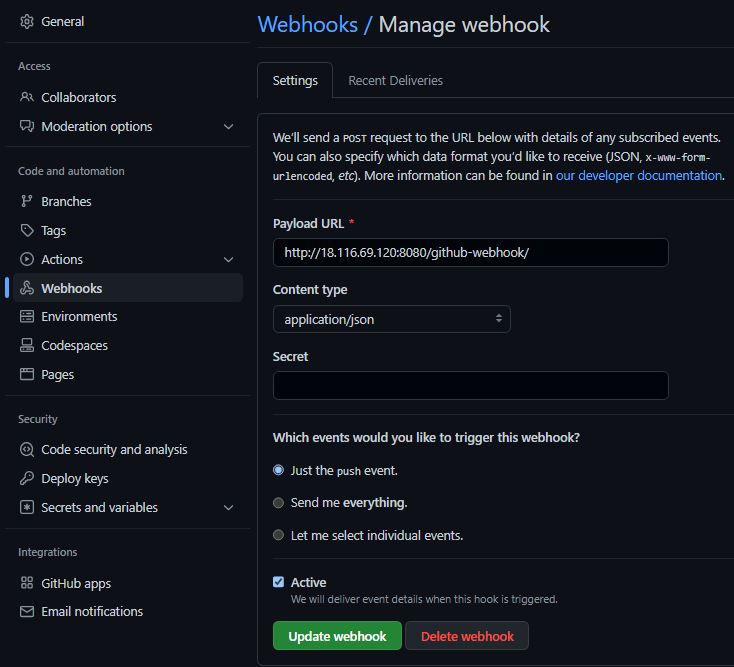 General
Access
Collaborators
Moderation options
Code and automation
Branches
Tags
Actions
Webhooks
Environments
Codespaces
Pages
Security
Code security and analysis
Deploy keys
Secrets and variables
Integrations
GitHub apps
Email notifications
Webhooks / Manage webhook
Settings
Recent Deliveries
We'll send a POST request to the URL below with details of any subscribed events.
You can also specify which data format you'd like to receive (JSON, x-www-form-
urlencoded, etc). More information can be found in our developer documentation.
Payload URL *
http://18.116.69.120:8080/github-webhook/
Content type
application/json
Secret
Which events would you like to trigger this webhook?
Just the push event.
Send me everything.
Let me select individual events.
Active
We will deliver event details when this hook is triggered.
Update webhook
Delete webhook